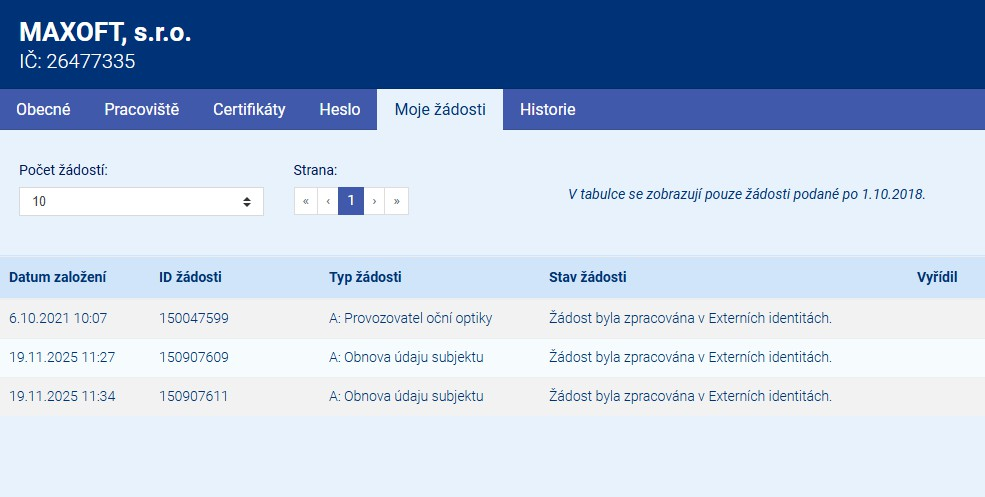 MAXOFT, s.r.o.
IČ: 26477335
Obecné Pracoviště Certifikáty Heslo Moje žádosti Historie
Počet žádostí: Strana:
10 « ‹ 1 › » V tabulce se zobrazují pouze žádosti podané po 1.10.2018.
Datum založení ID žádosti Typ žádosti Stav žádosti Vyřídil
6.10.2021 10:07 150047599 A: Provozovatel oční optiky Žádost byla zpracována v Externích identitách.
19.11.2025 11:27 150907609 A: Obnova údaju subjektu Žádost byla zpracována v Externích identitách.
19.11.2025 11:34 150907611 A: Obnova údaju subjektu Žádost byla zpracována v Externích identitách.